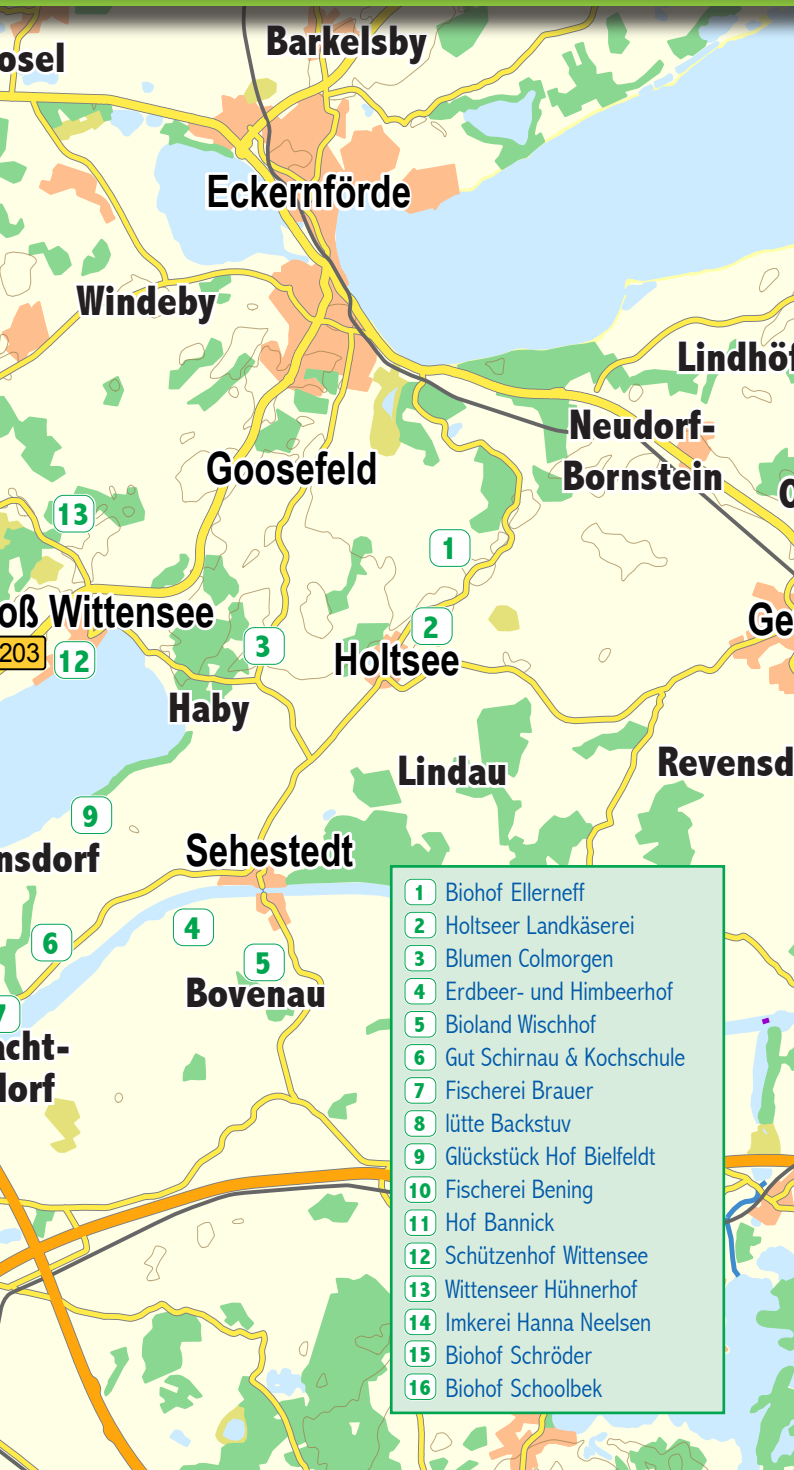 osel
Barkelsby
Eckernförde
Windeby
Lindhöf
Neudorf-
Bornstein
Goosefeld
O
13
1
oß Wittensee
Ge
203
12
3
2
Holtsee
Haby
Lindau
Revensd
9
nsdorf
Sehestedt
4
6
5
Bovenau
7
acht-
dorf
1 Biohof Ellerneff
2 Holtseer Landkäserei
3 Blumen Colmorgen
4 Erdbeer- und Himbeerhof
5 Bioland Wischhof
6 Gut Schirnau & Kochschule
7 Fischerei Brauer
8 lütte Backstuv
9 Glückstück Hof Bielfeldt
10 Fischerei Bening
11 Hof Bannick
12 Schützenhof Wittensee
13 Wittenseer Hühnerhof
14 Imkerei Hanna Neelsen
15 Biohof Schröder
16 Biohof Schoolbek